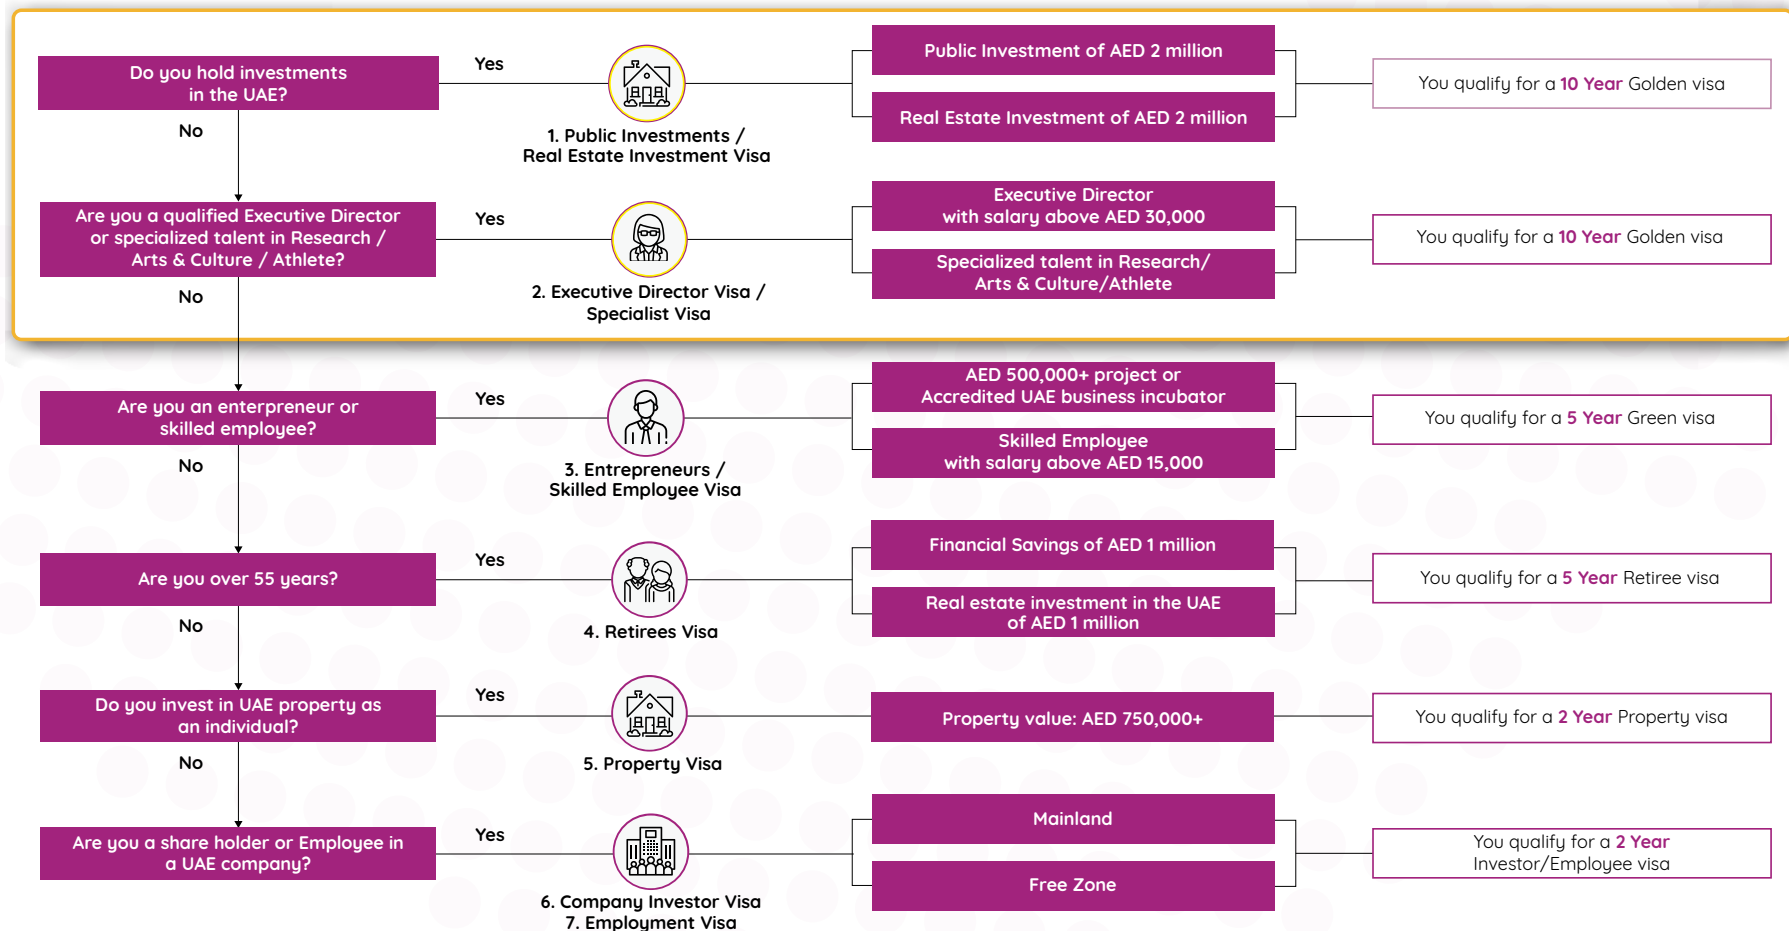 Do you hold investments
in the UAE?
Yes
No
1. Public Investments /
Real Estate Investment Visa
Public Investment of AED 2 million
Real Estate Investment of AED 2 million
You qualify for a 10 Year Golden visa
Are you a qualified Executive Director
or specialized talent in Research /
Arts & Culture / Athlete?
Yes
No
2. Executive Director Visa /
Specialist Visa
Executive Director
with salary above AED 30,000
Specialized talent in Research/
Arts & Culture/Athlete
You qualify for a 10 Year Golden visa
Are you an enterpreneur or
skilled employee?
Yes
No
3. Entrepreneurs /
Skilled Employee Visa
AED 500,000+ project or
Accredited UAE business incubator
Skilled Employee
with salary above AED 15,000
You qualify for a 5 Year Green visa
Are you over 55 years?
Yes
No
4. Retirees Visa
Financial Savings of AED 1 million
Real estate investment in the UAE
of AED 1 million
You qualify for a 5 Year Retiree visa
Do you invest in UAE property as
an individual?
Yes
No
5. Property Visa
Property value: AED 750,000+
You qualify for a 2 Year Property visa
Are you a share holder or Employee in
a UAE company?
Yes
6. Company Investor Visa
7. Employment Visa
Mainland
Free Zone
You qualify for a 2 Year
Investor/Employee visa